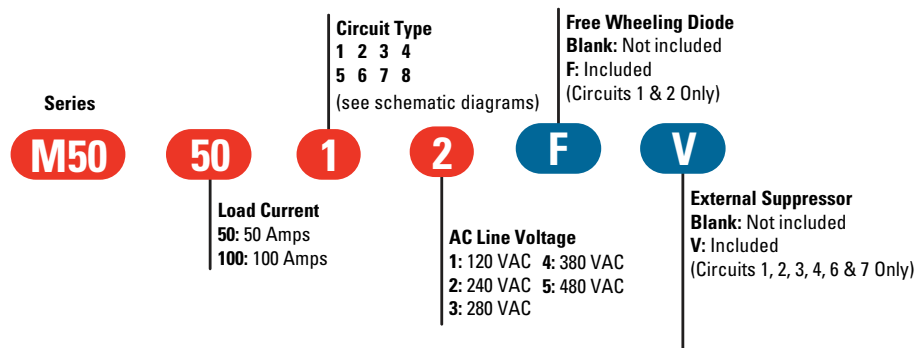 Circuit Type
1 2 3 4
5 6 7 8
(see schematic diagrams)
Free Wheeling Diode
Blank: Not included
F: Included
(Circuits 1 & 2 Only)
Series
M50 50 1 2 F V
Load Current
50: 50 Amps
100: 100 Amps
AC Line Voltage
1: 120 VAC 4: 380 VAC
2: 240 VAC 5: 480 VAC
3: 280 VAC
External Suppressor
Blank: Not included
V: Included
(Circuits 1, 2, 3, 4, 6 & 7 Only)